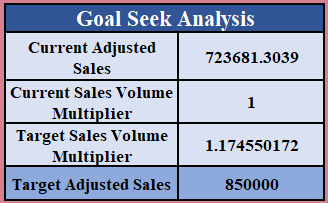 Goal Seek Analysis
Current Adjusted
Sales
723681.3039
Current Sales Volume
Multiplier
1
Target Sales Volume
Multiplier
1.174550172
Target Adjusted Sales
850000